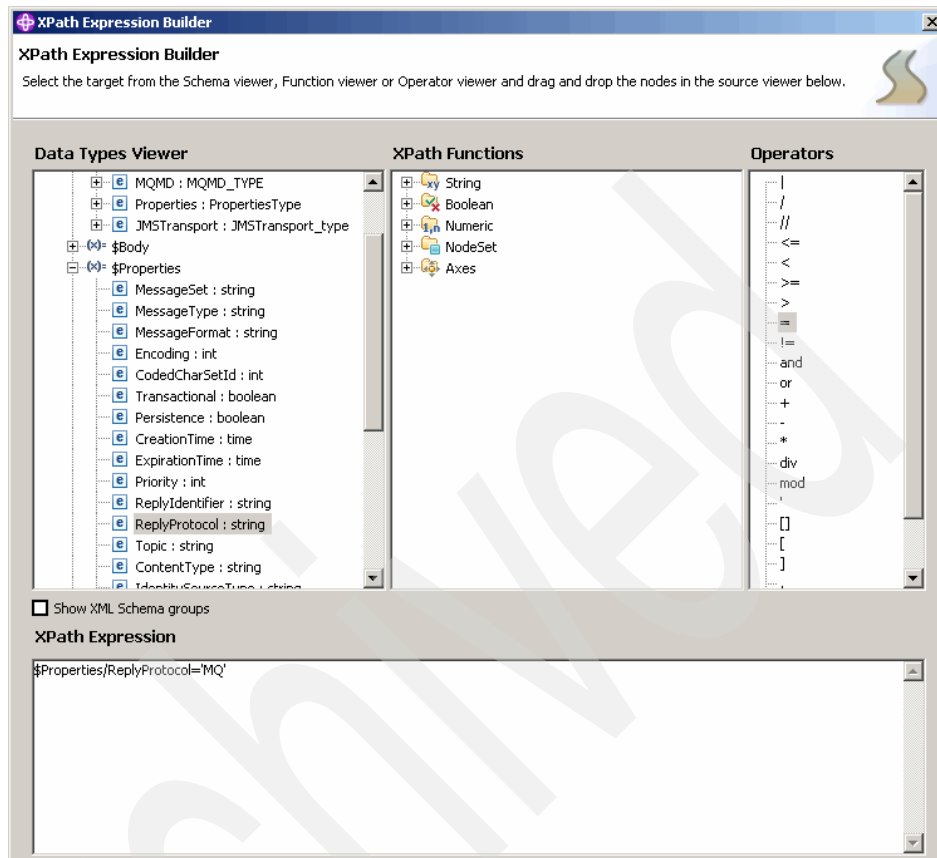 XPath Expression Builder
XPath Expression Builder
Select the target from the Schema viewer, Function viewer or Operator viewer and drag and drop the nodes in the source viewer below.
Data Types Viewer
MQMD : MQMD_TYPE
Properties : PropertiesType
JMSTransport : JMSTransport_type
$Body
$Properties
MessageSet : string
MessageType : string
MessageFormat : string
Encoding : int
CodedCharSetId : int
Transactional : boolean
Persistence : boolean
CreationTime : time
ExpirationTime : time
Priority : int
ReplyIdentifier : string
ReplyProtocol : string
Topic : string
ContentType : string
IdentitySourceType : string
XPath Functions
String
Boolean
Numeric
NodeSet
Axes
Operators
|
/
//
<=
<
>=
>
=
!=
and
or
+
-
*
div
mod
'
[]
[
]
Show XML Schema groups
XPath Expression
$Properties/ReplyProtocol='MQ'